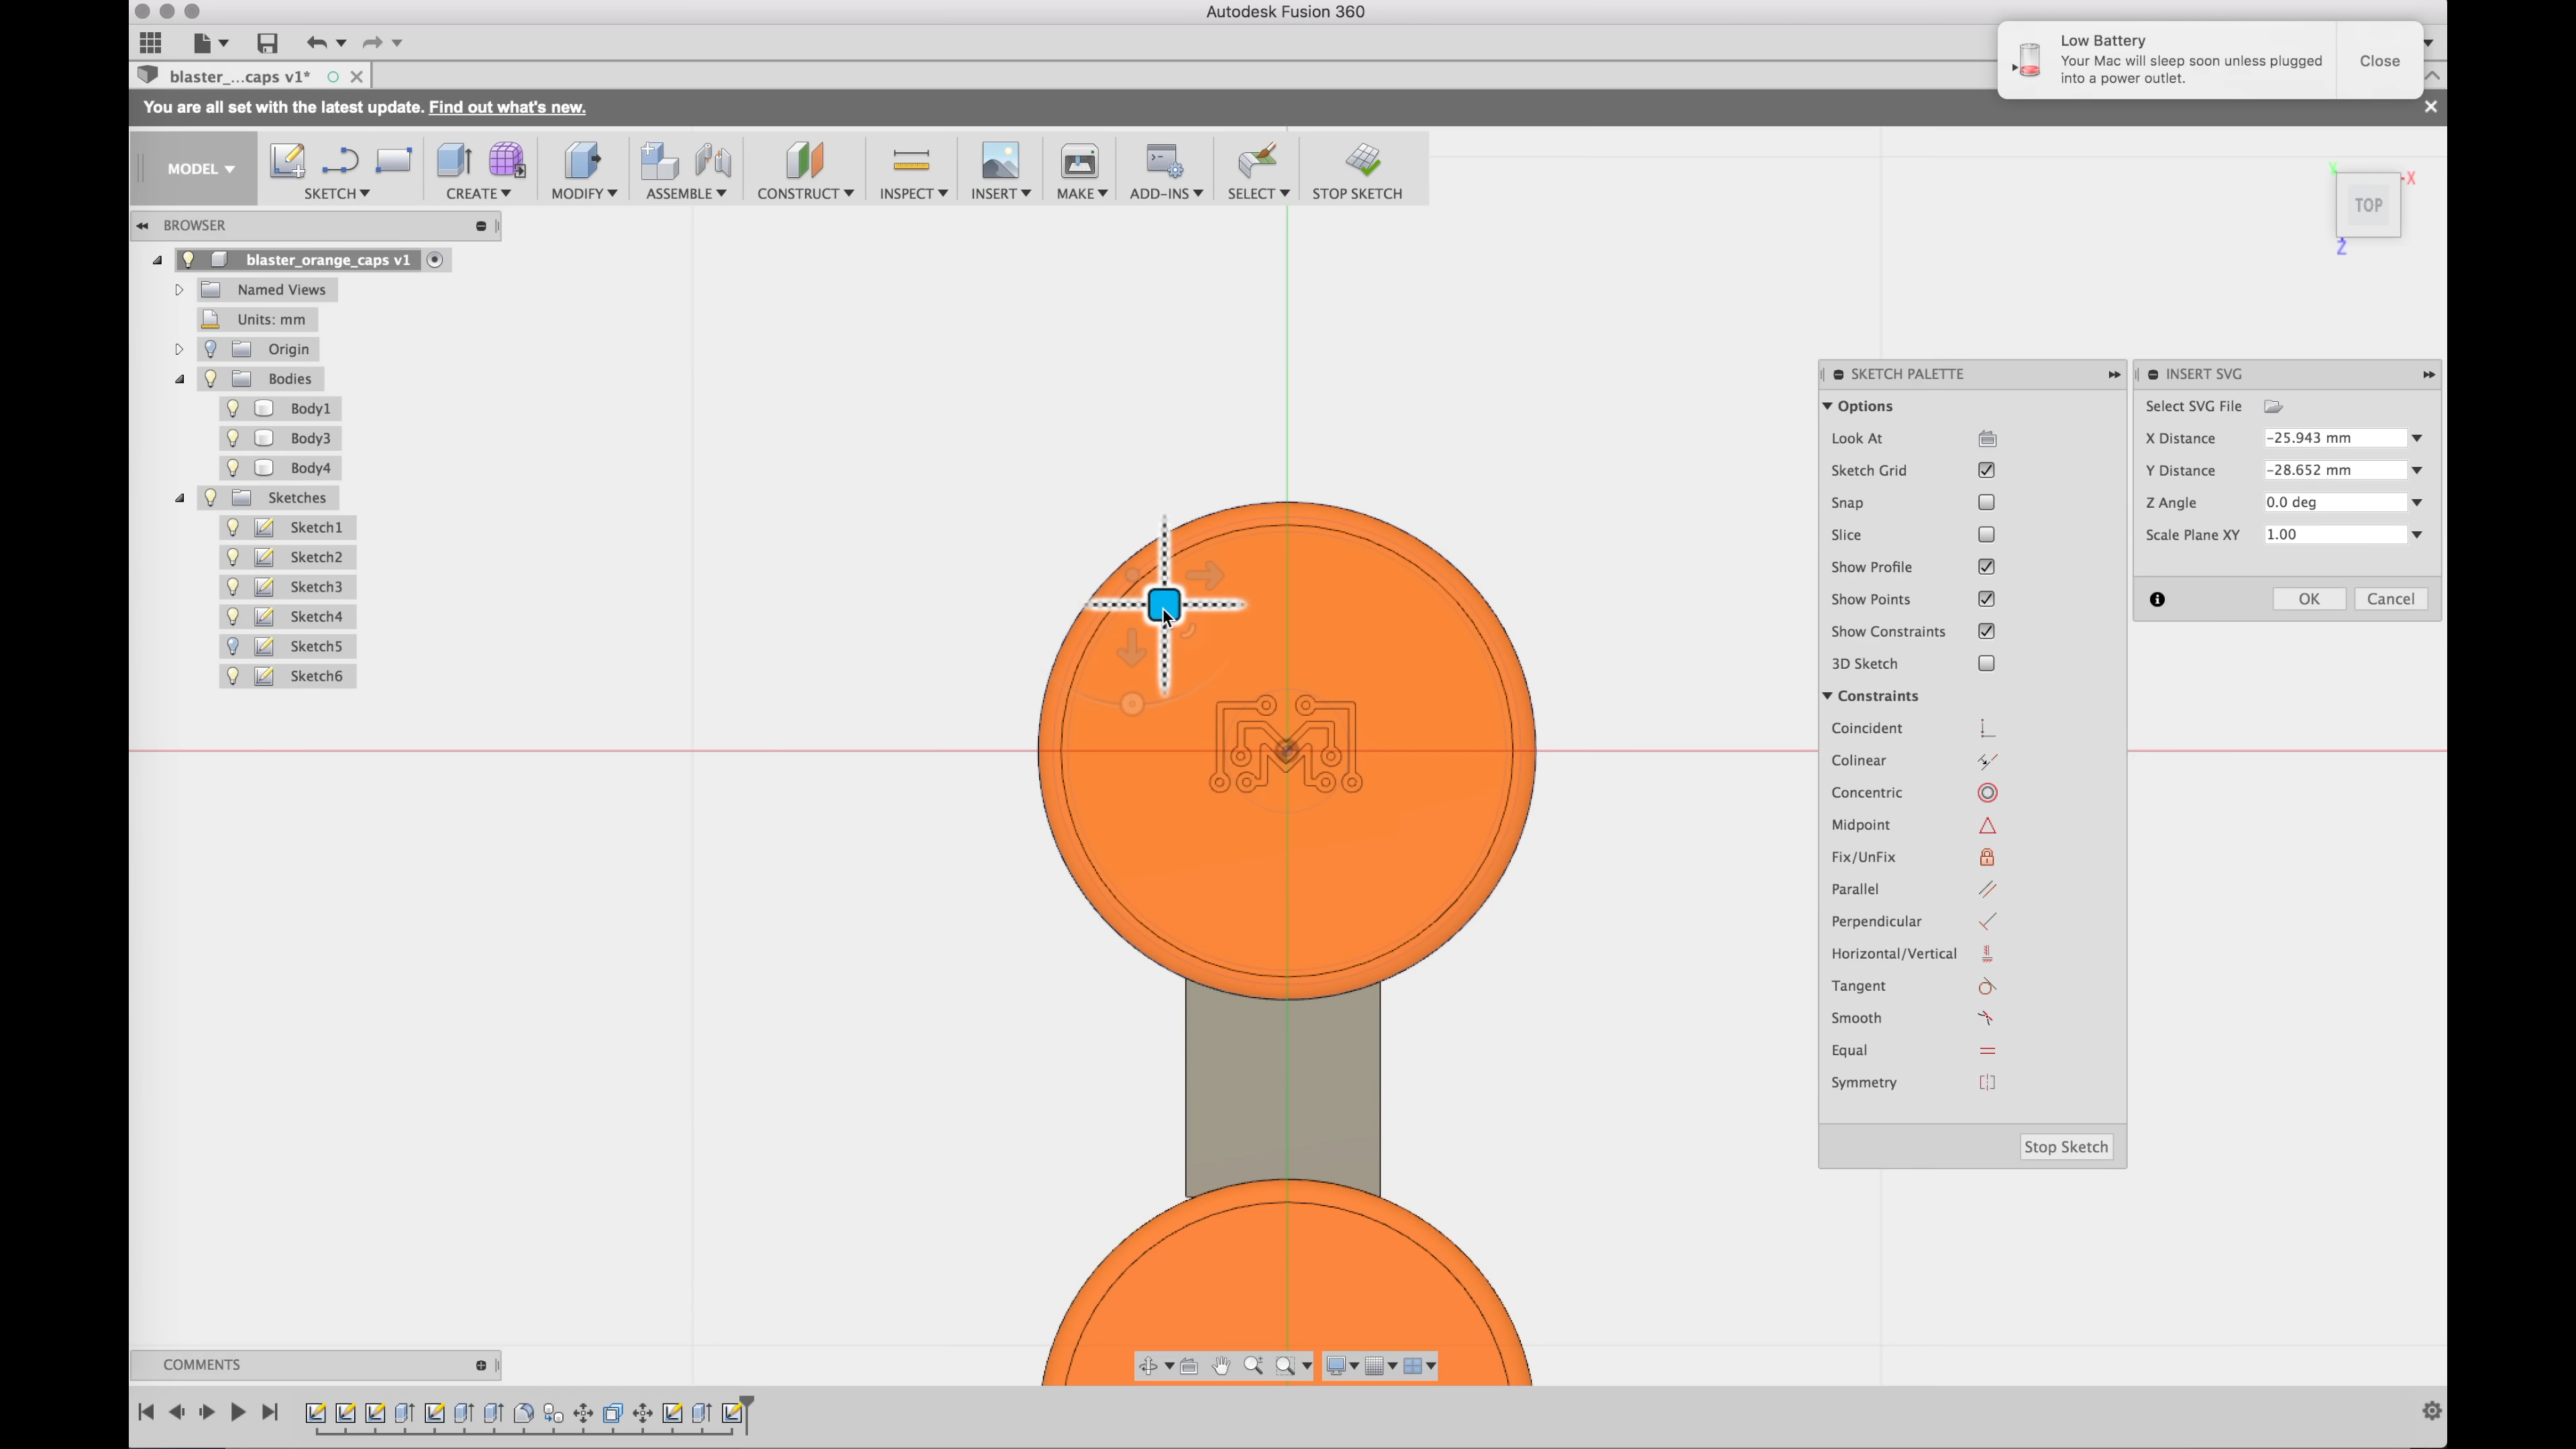 Autodesk Fusion 360
Low Battery
Your Mac will sleep soon unless plugged
into a power outlet.
Close
blaster_...caps v1*
You are all set with the latest update. Find out what's new.
MODEL
SKETCH
CREATE
MODIFY
ASSEMBLE
CONSTRUCT
INSPECT
INSERT
MAKE
ADD-INS
SELECT
STOP SKETCH
Y
X
TOP
Z
BROWSER
blaster_orange_caps v1
Named Views
Units: mm
Origin
Bodies
Body1
Body3
Body4
Sketches
Sketch1
Sketch2
Sketch3
Sketch4
Sketch5
Sketch6
SKETCH PALETTE
Options
Look At
Sketch Grid
Snap
Slice
Show Profile
Show Points
Show Constraints
3D Sketch
Constraints
Coincident
Colinear
Concentric
Midpoint
Fix/UnFix
Parallel
Perpendicular
Horizontal/Vertical
Tangent
Smooth
Equal
Symmetry
Stop Sketch
INSERT SVG
Select SVG File
X Distance -25.943 mm
Y Distance -28.652 mm
Z Angle 0.0 deg
Scale Plane XY 1.00
OK Cancel
COMMENTS